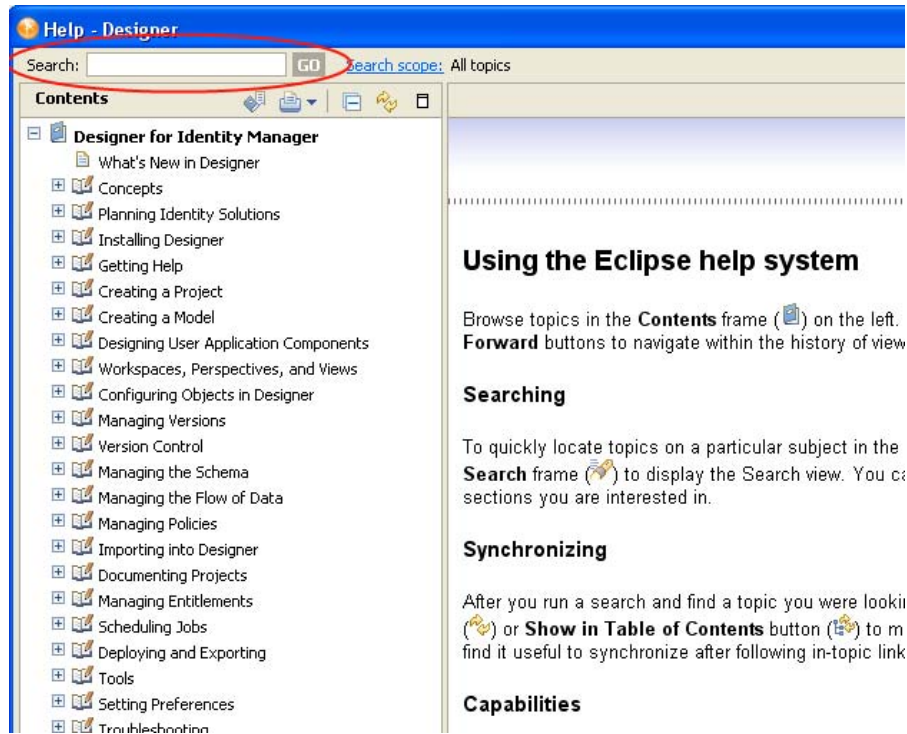 Help - Designer
Search: GO Search scope: All topics
Contents
Designer for Identity Manager
What's New in Designer
Concepts
Planning Identity Solutions
Installing Designer
Getting Help
Creating a Project
Creating a Model
Designing User Application Components
Workspaces, Perspectives, and Views
Configuring Objects in Designer
Managing Versions
Version Control
Managing the Schema
Managing the Flow of Data
Managing Policies
Importing into Designer
Documenting Projects
Managing Entitlements
Scheduling Jobs
Deploying and Exporting
Tools
Setting Preferences
Troubleshooting
Using the Eclipse help system
Browse topics in the Contents frame ( ) on the left.
Forward buttons to navigate within the history of view
Searching
To quickly locate topics on a particular subject in the
Search frame ( ) to display the Search view. You ca
sections you are interested in.
Synchronizing
After you run a search and find a topic you were lookin
( ) or Show in Table of Contents button ( ) to m
find it useful to synchronize after following in-topic link
Capabilities